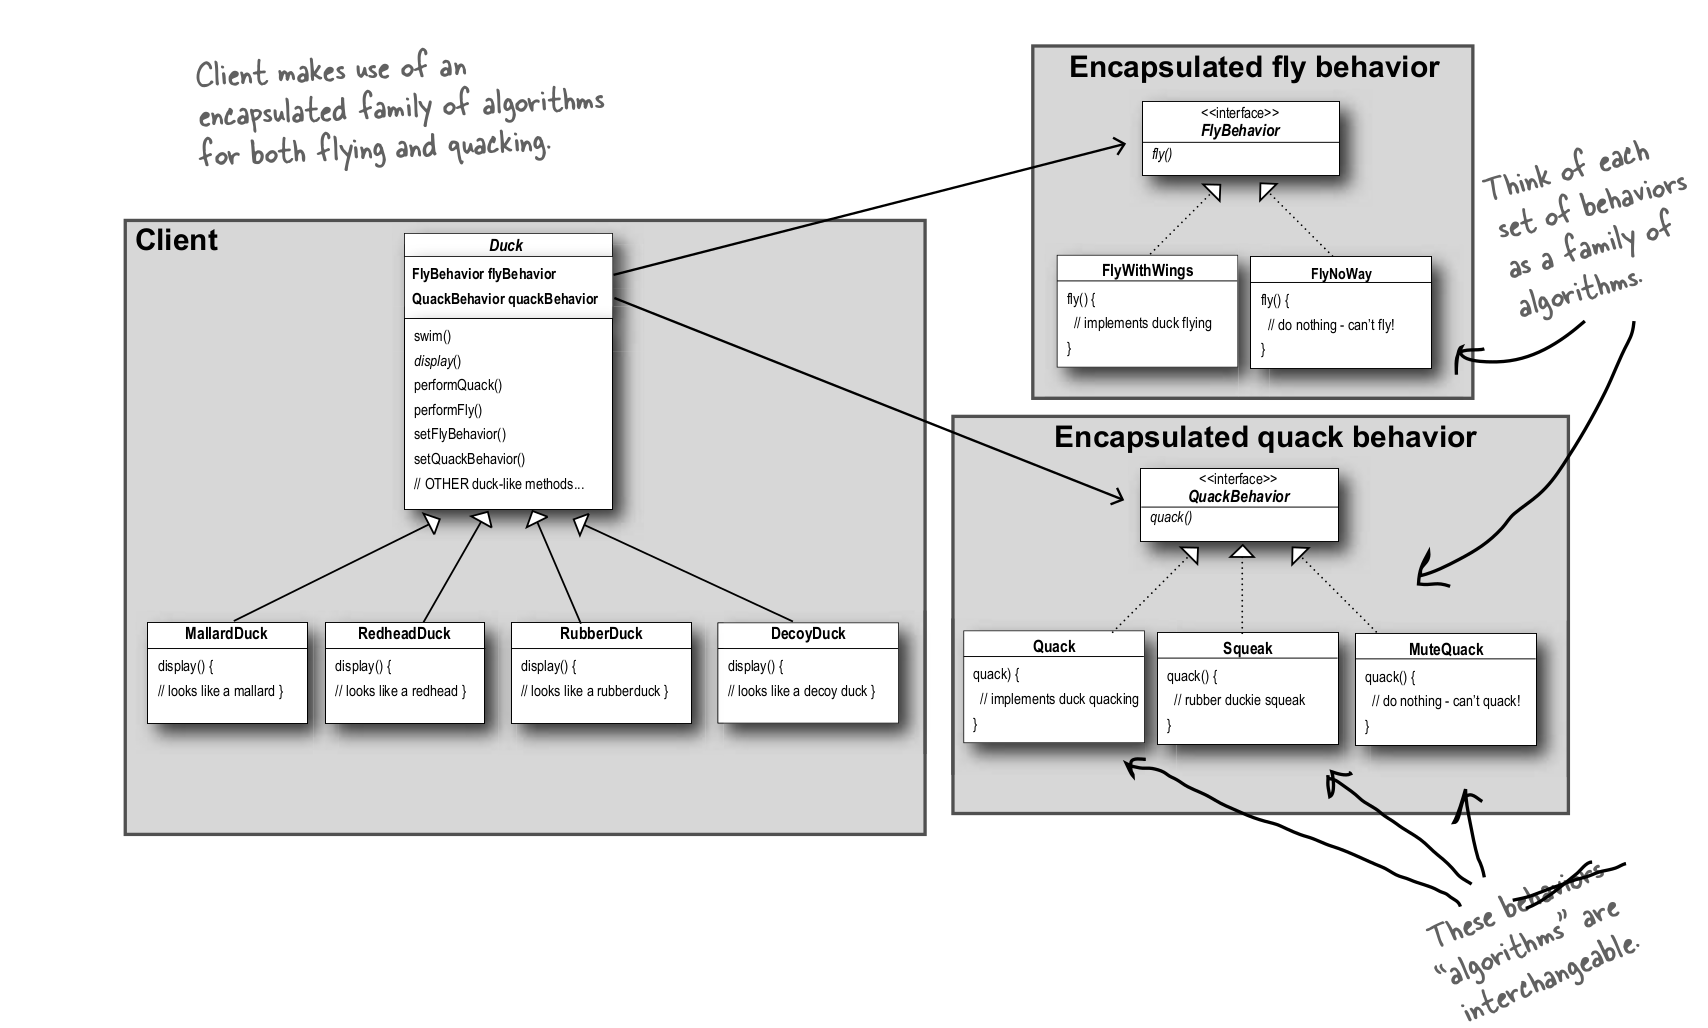 Client makes use of an
encapsulated family of algorithms
for both flying and quacking.
Client
Duck
FlyBehavior flyBehavior
QuackBehavior quackBehavior
swim()
display()
performQuack()
performFly()
setFlyBehavior()
setQuackBehavior()
// OTHER duck-like methods...
MallardDuck
display() {
// looks like a mallard }
RedheadDuck
display() {
// looks like a redhead }
RubberDuck
display() {
// looks like a rubberduck }
DecoyDuck
display() {
// looks like a decoy duck }
Encapsulated fly behavior
<<interface>>
FlyBehavior
fly()
FlyWithWings
fly() {
// implements duck flying
}
FlyNoWay
fly() {
// do nothing - can't fly!
}
Think of each
set of behaviors
as a family of
algorithms.
Encapsulated quack behavior
<<interface>>
QuackBehavior
quack()
Quack
quack) {
// implements duck quacking
}
Squeak
quack() {
// rubber duckie squeak
}
MuteQuack
quack() {
// do nothing - can't quack!
}
These behaviors
"algorithms" are
interchangeable.